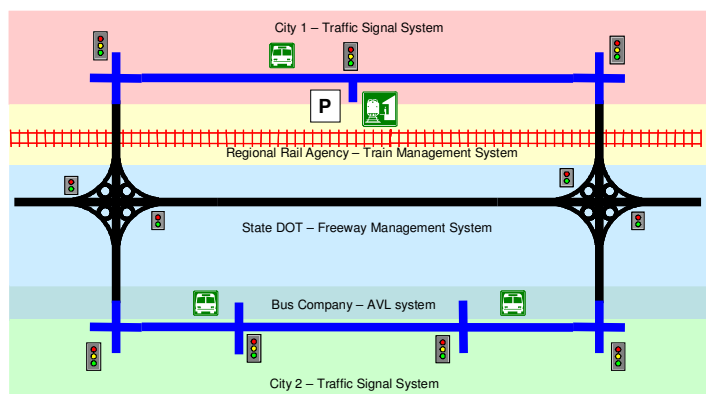 City 1 – Traffic Signal System
P
Regional Rail Agency – Train Management System
State DOT – Freeway Management System
Bus Company – AVL system
City 2 – Traffic Signal System